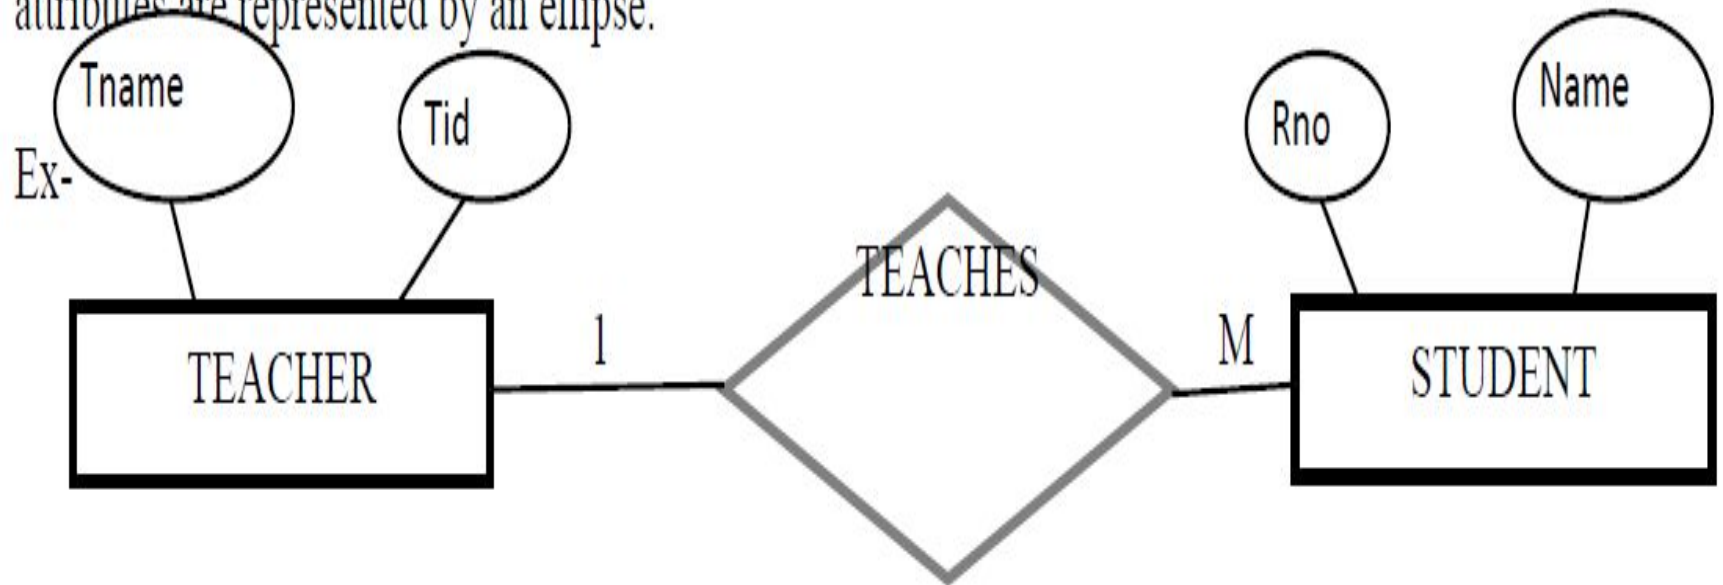 attributes are represented by an ellipse.
Tname
Tid
Rno
Name
Ex-
TEACHES
1
M
TEACHER
STUDENT